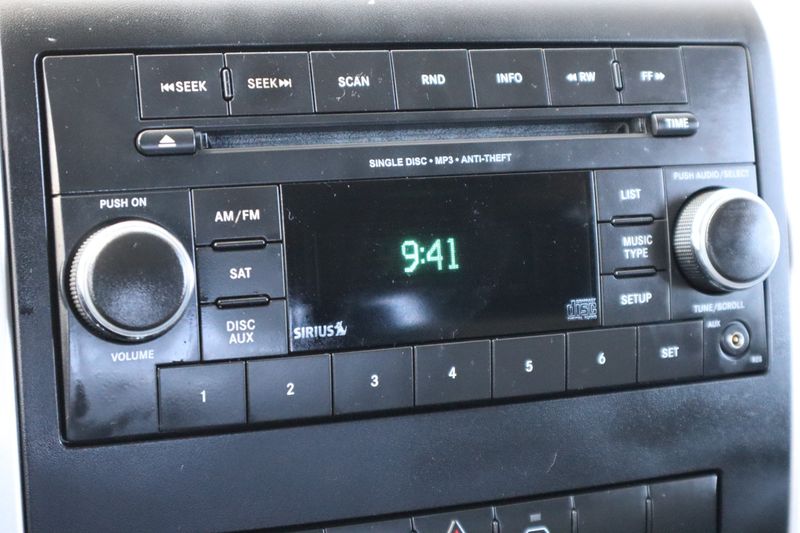 SEEK SEEK SCAN RND INFO RW FF
TIME
SINGLE DISC • MP3 • ANTI-THEFT
PUSH ON
AM/FM
SAT
DISC
AUX
VOLUME
9:41
SIRIUS
disc
LIST
MUSIC
TYPE
SETUP
PUSH AUDIO/SELECT
TUNE/SCROLL
AUX
1 2 3 4 5 6 SET